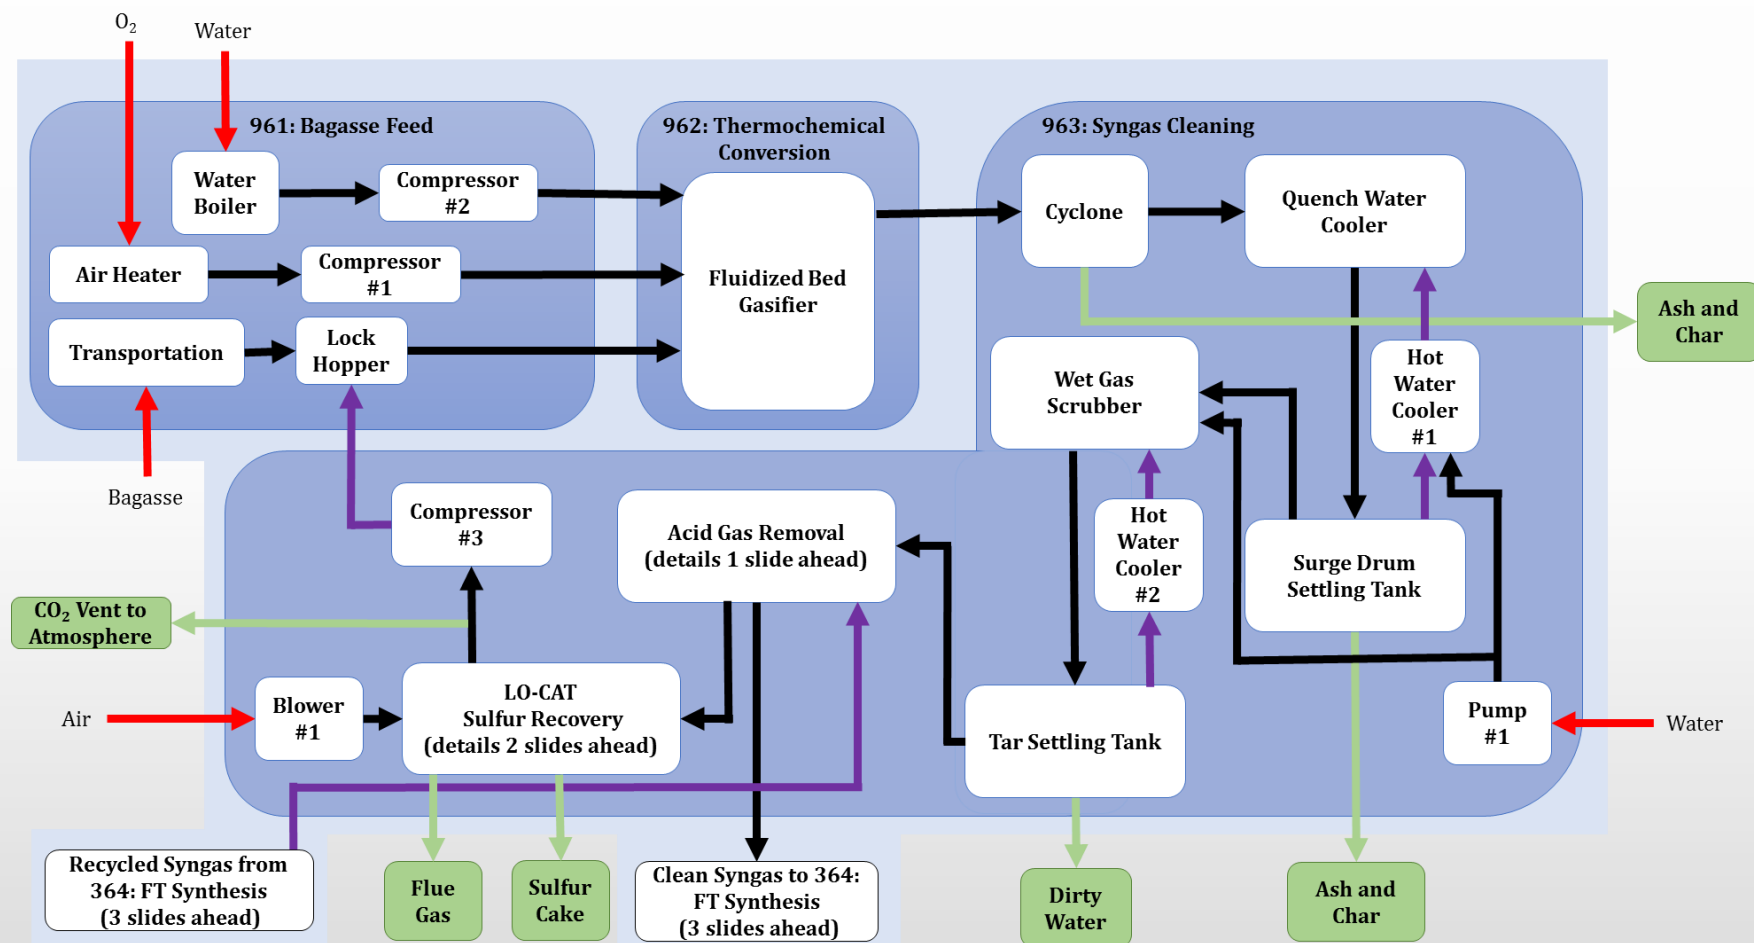 O₂
Water
961: Bagasse Feed
Water
Boiler
Compressor
#2
Air Heater
Compressor
#1
Transportation
Lock
Hopper
Bagasse
962: Thermochemical
Conversion
Fluidized Bed
Gasifier
963: Syngas Cleaning
Cyclone
Quench Water
Cooler
Ash and
Char
Wet Gas
Scrubber
Hot
Water
Cooler
#1
Compressor
#3
Acid Gas Removal
(details 1 slide ahead)
Hot
Water
Cooler
#2
Surge Drum
Settling Tank
CO₂ Vent to
Atmosphere
Air
Blower
#1
LO-CAT
Sulfur Recovery
(details 2 slides ahead)
Tar Settling Tank
Pump
#1
Water
Recycled Syngas from
364: FT Synthesis
(3 slides ahead)
Flue
Gas
Sulfur
Cake
Clean Syngas to 364:
FT Synthesis
(3 slides ahead)
Dirty
Water
Ash and
Char